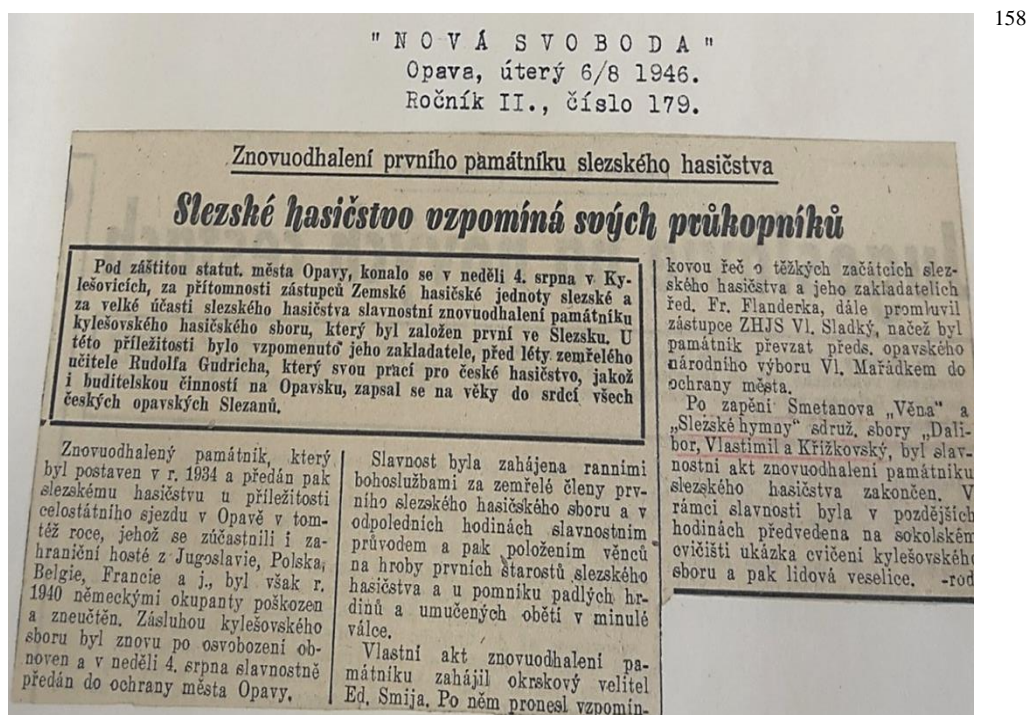 158
"NOVÁ SVOBODA"
Opava, úterý 6/8 1946.
Ročník II., číslo 179.
Znovuodhalení prvního památníku slezského hasičstva
Slezské hasičstvo vzpomíná svých průkopníků
Pod záštitou statut. města Opavy, konalo se v neděli 4. srpna v Ky-
lešovicích, za přítomnosti zástupců Zemské hasičské jednoty slezské a
za velké účasti slezského hasičstva slavnostní znovuodhalení památníku
kylešovského hasičského sboru, který byl založen první ve Slezsku. U
této příležitosti bylo vzpomenuto jeho zakladatele, před léty zemřelého
učitele Rudolfa Gudricha, který svou prací pro české hasičstvo, jakož
i buditelskou činností na Opavsku, zapsal se na věky do srdcí všech
českých opavských Slezanů.
Znovuodhalený památník, který
byl postaven v r. 1934 a předán pak
slezskému hasičstvu u příležitosti
celostátního sjezdu v Opavě v tom-
též roce, jehož se zúčastnili i za-
hraniční hosté z Jugoslavie, Polska,
Belgie, Francie a j., byl však r.
1940 německými okupanty poškozen
a zneuctěn. Zásluhou kylešovského
sboru byl znovu po osvobození ob-
noven a v neděli 4. srpna slavnostně
předán do ochrany města Opavy.
Slavnost byla zahájena ranními
bohoslužbami za zemřelé členy prv-
ního slezského hasičského sboru a v
odpoledních hodinách slavnostním
průvodem a pak položením věnců
na hroby prvních starostů slezského
hasičstva a u pomníku padlých hr-
dinů a umučených obětí v minulé
válce.
Vlastní akt znovuodhalení pa-
mátníku zahájil okrskový velitel
Ed. Smija. Po něm pronesl vzpomín-
kovou řeč o těžkých začátcích slez-
ského hasičstva a jeho zakladatelích
řed. Fr. Flanderka, dále promluvil
zástupce ZHJS Vl. Sladký, načež byl
památník převzat předs. opavského
národního výboru Vl. Mařádkem do
ochrany města.
Po zapění Smetanova „Věna" a
„Slezské hymny" sdruž. sbory „Dali-
bor, Vlastimil a Křížkovský, byl slav-
nostní akt znovuodhalení památníku
slezského hasičstva zakončen. V
rámci slavnosti byla v pozdějších
hodinách předvedena na sokolském
cvičišti ukázka cvičení kylešovského
sboru a pak lidová veselice. -rod